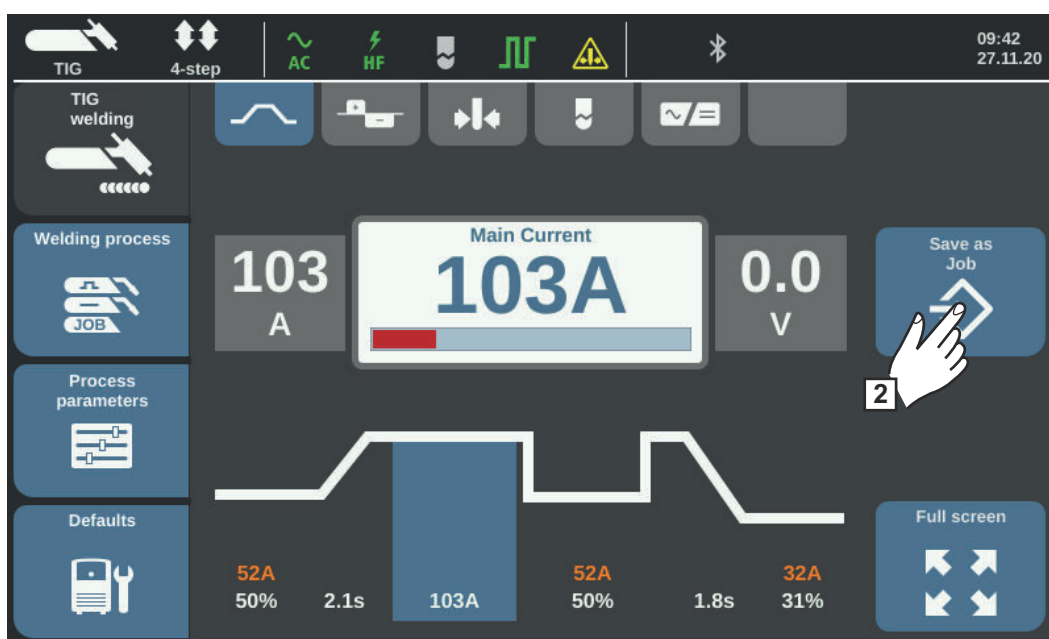 TIG
4-step
AC
HF
09:42
27.11.20
TIG
welding
Welding process
JOB
Process
parameters
Defaults
103
A
Main Current
103A
0.0
V
Save as
Job
2
52A
50%
2.1s
103A
52A
50%
1.8s
32A
31%
Full screen